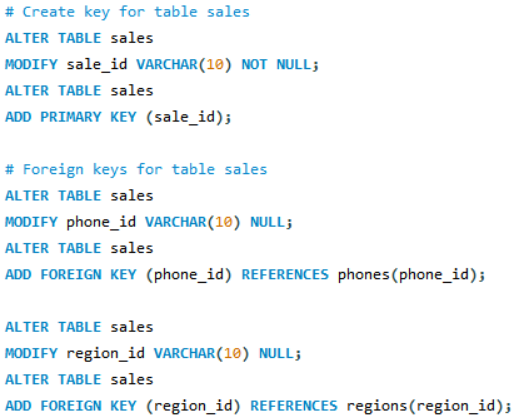 # Create key for table sales
ALTER TABLE sales
MODIFY sale_id VARCHAR(10) NOT NULL;
ALTER TABLE sales
ADD PRIMARY KEY (sale_id);
# Foreign keys for table sales
ALTER TABLE sales
MODIFY phone_id VARCHAR(10) NULL;
ALTER TABLE sales
ADD FOREIGN KEY (phone_id) REFERENCES phones(phone_id);
ALTER TABLE sales
MODIFY region_id VARCHAR(10) NULL;
ALTER TABLE sales
ADD FOREIGN KEY (region_id) REFERENCES regions(region_id);